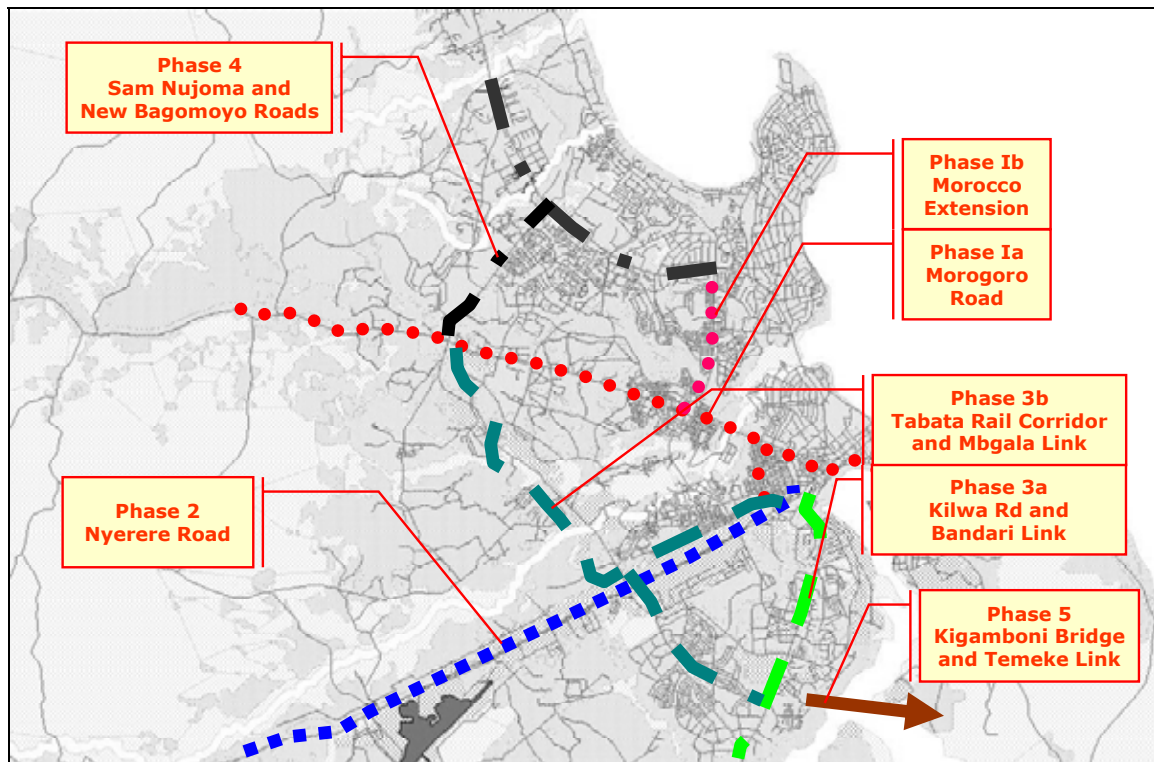 Phase 4
Sam Nujoma and
New Bagomoyo Roads
Phase Ib
Morocco
Extension
Phase Ia
Morogoro
Road
Phase 3b
Tabata Rail Corridor
and Mbgala Link
Phase 2
Nyerere Road
Phase 3a
Kilwa Rd and
Bandari Link
Phase 5
Kigamboni Bridge
and Temeke Link